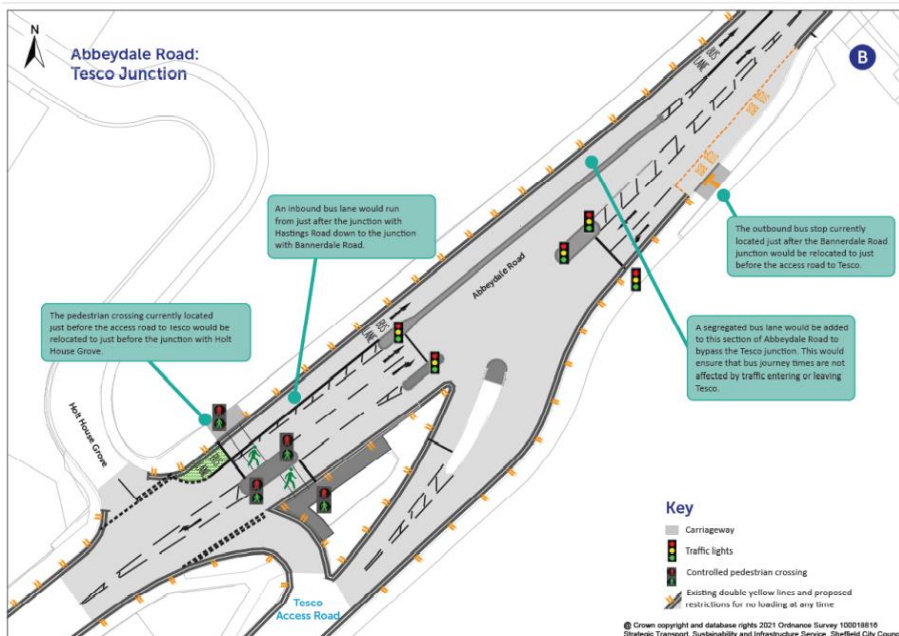 N
Abbeydale Road:
Tesco Junction
B
BUS
LANE
BUS STOP
BUS STOP
An inbound bus lane would run
from just after the junction with
Hastings Road down to the junction
with Bannerdale Road.
The outbound bus stop currently
located just after the Bannerdale Road
junction would be relocated to just
before the access road to Tesco.
Abbeydale Road
The pedestrian crossing currently located
just before the access road to Tesco would be
relocated to just before the junction with Holt
House Grove.
BUS
LANE
A segregated bus lane would be added
to this section of Abbeydale Road to
bypass the Tesco junction. This would
ensure that bus journey times are not
affected by traffic entering or leaving
Tesco.
Holt House Grove
BUS
LANE
Tesco
Access Road
Key
Carriageway
Traffic lights
Controlled pedestrian crossing
Existing double yellow lines and proposed
restrictions for no loading at any time
@ Crown copyright and database rights 2021 Ordnance Survey 100018816
Strategic Transport, Sustainability and Infrastructure Service, Sheffield City Council